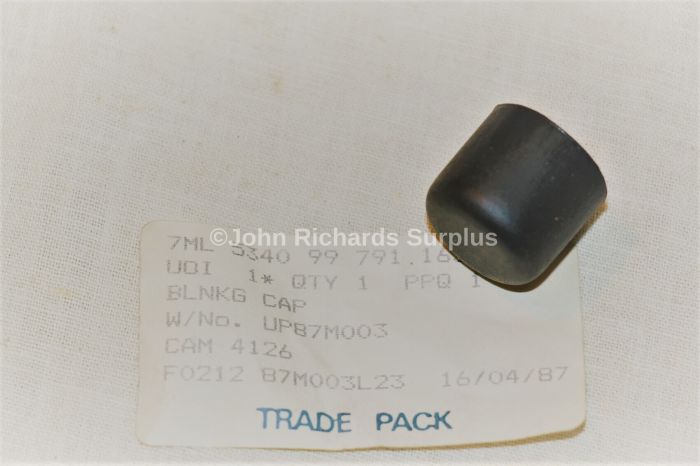 7ML 5340 99 791.
©John Richards Surplus
UOI 1* QTY 1 PPQ 1
BLNKG CAP
W/No. UP87M003
CAM 4126
F0212 87M003L23 16/04/87
TRADE PACK